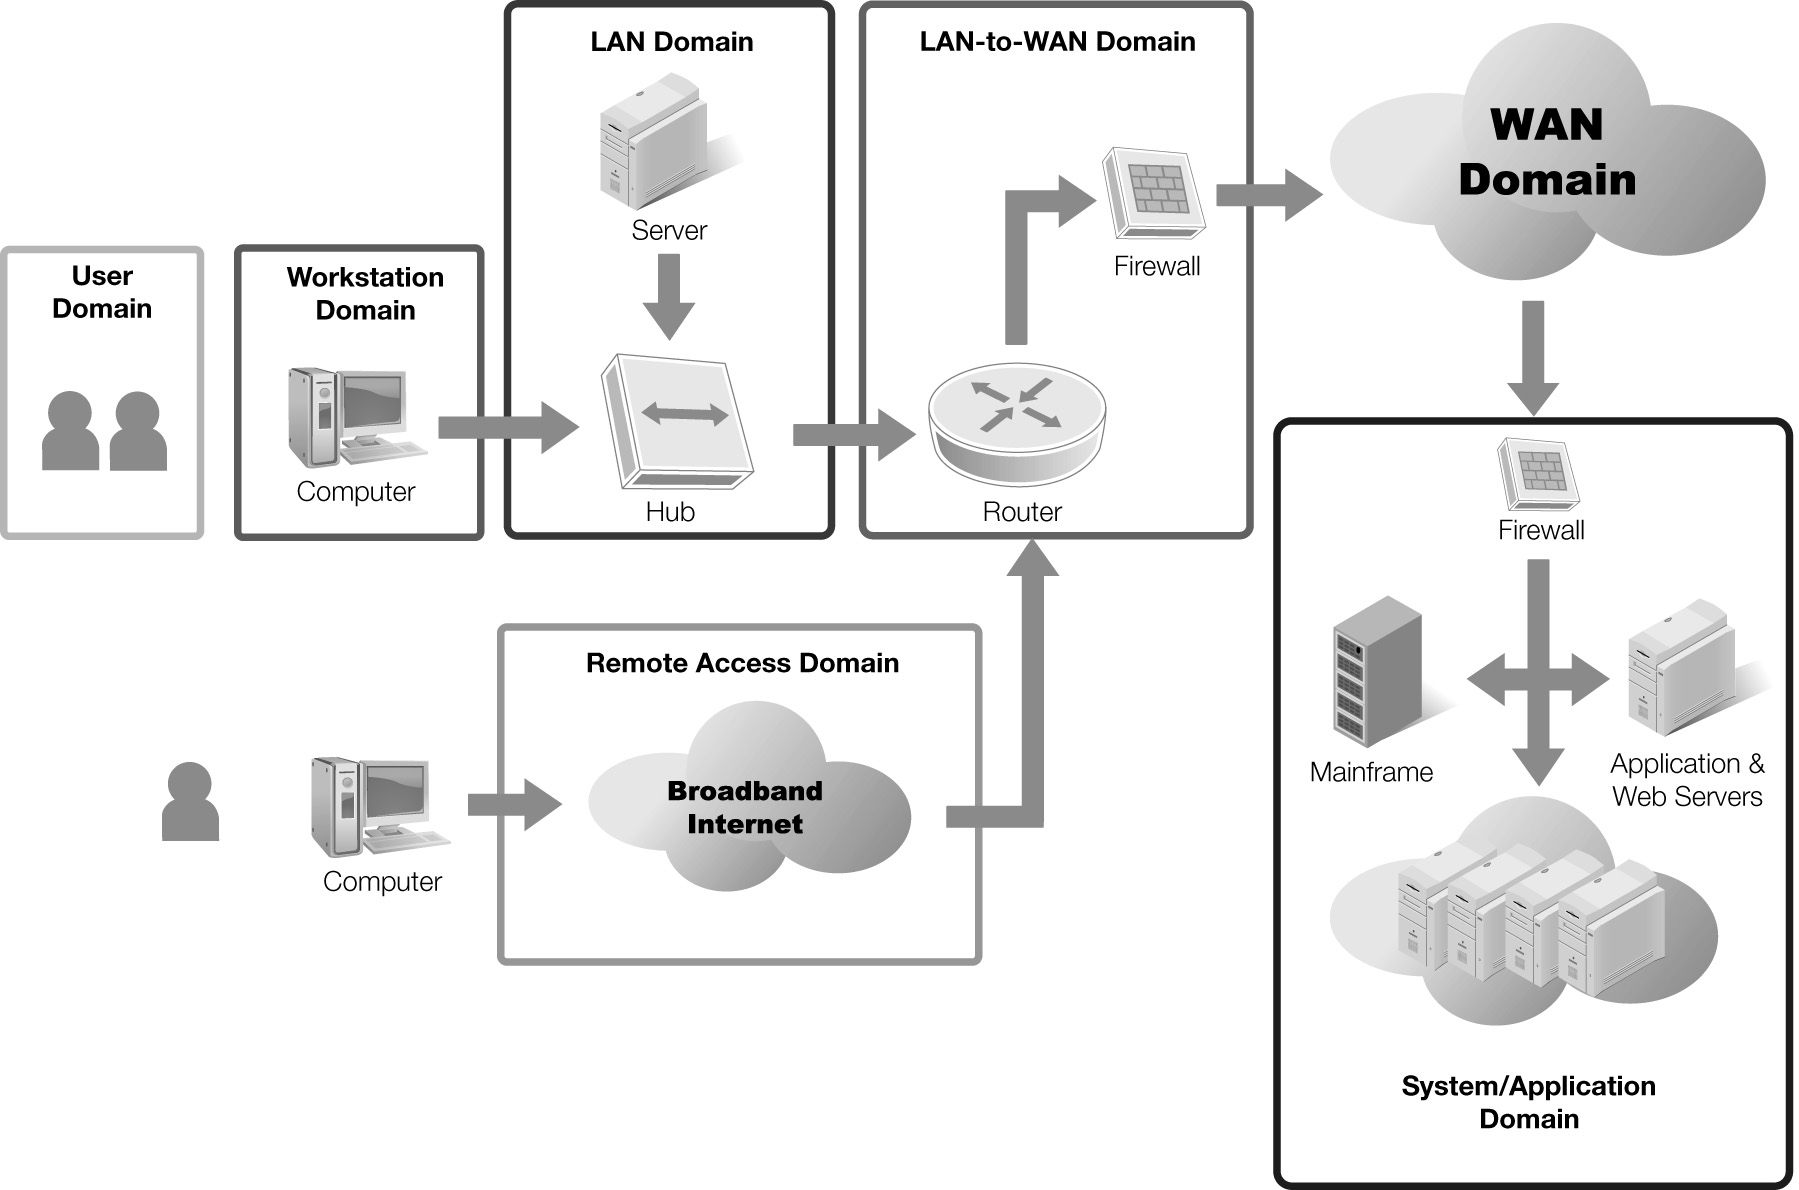 LAN Domain
Server
Hub
LAN-to-WAN Domain
Firewall
Router
WAN
Domain
User
Domain
Workstation
Domain
Computer
Remote Access Domain
Broadband
Internet
Computer
Firewall
Mainframe
Application &
Web Servers
System/Application
Domain